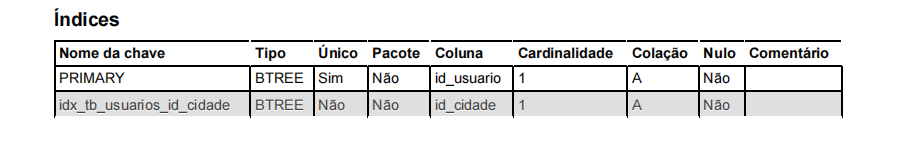 Índices
Nome da chave Tipo Único Pacote Coluna Cardinalidade Colação Nulo Comentário
PRIMARY BTREE Sim Não id_usuario 1 A Não
idx_tb_usuarios_id_cidade BTREE Não Não id_cidade 1 A Não